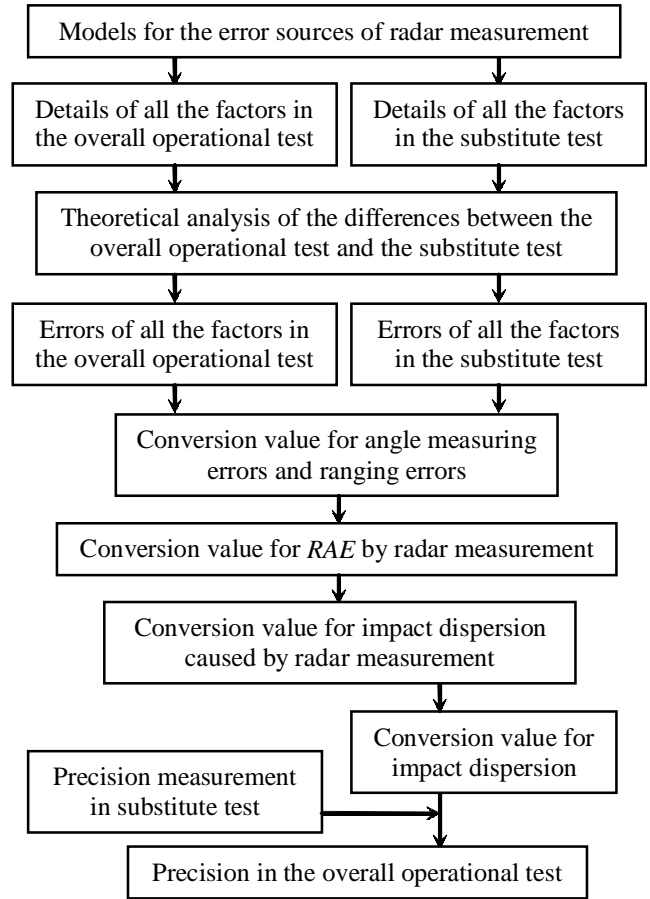 Models for the error sources of radar measurement
Details of all the factors in
the overall operational test
Details of all the factors
in the substitute test
Theoretical analysis of the differences between the
overall operational test and the substitute test
Errors of all the factors in
the overall operational test
Errors of all the factors
in the substitute test
Conversion value for angle measuring
errors and ranging errors
Conversion value for RAE by radar measurement
Conversion value for impact dispersion
caused by radar measurement
Conversion value for
impact dispersion
Precision measurement
in substitute test
Precision in the overall operational test